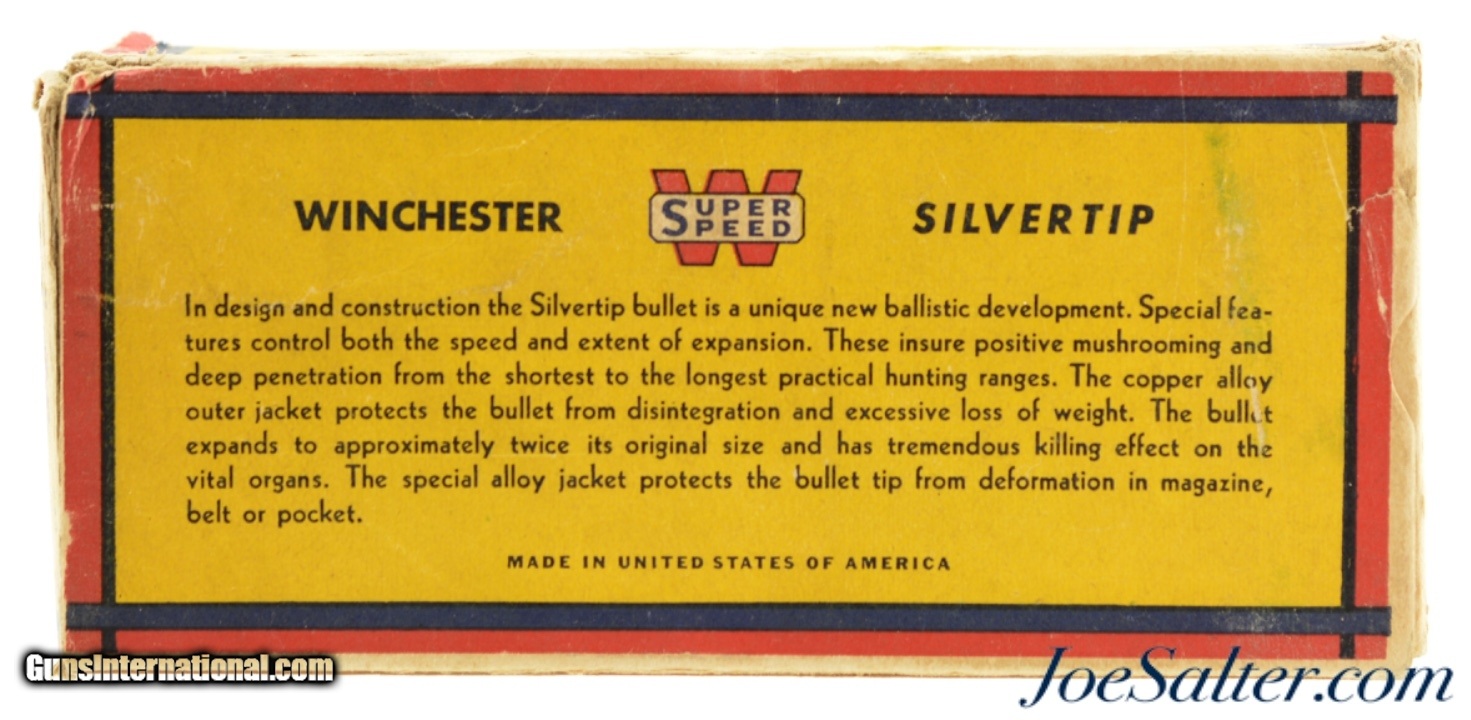 WINCHESTER W SUPER SPEED SILVERTIP
In design and construction the Silvertip bullet is a unique new ballistic development. Special fea-
tures control both the speed and extent of expansion. These insure positive mushrooming and
deep penetration from the shortest to the longest practical hunting ranges. The copper alloy
outer jacket protects the bullet from disintegration and excessive loss of weight. The bullet
expands to approximately twice its original size and has tremendous killing effect on the
vital organs. The special alloy jacket protects the bullet tip from deformation in magazine,
belt or pocket.
MADE IN UNITED STATES OF AMERICA
GunsInternational.com
JoeSalter.com